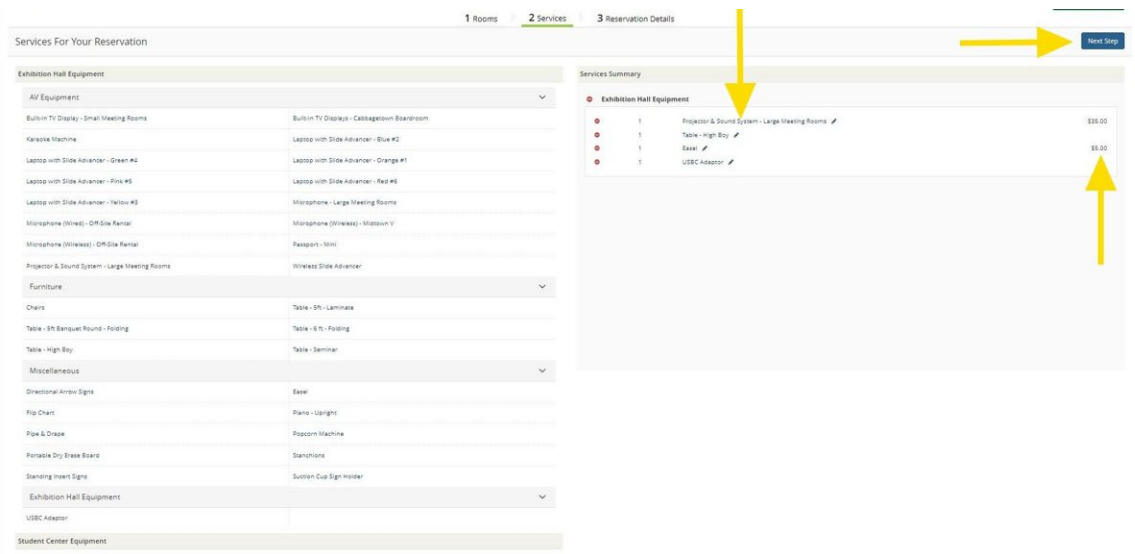 1 Rooms 2 Services 3 Reservation Details
Services For Your Reservation
Next Step
Exhibition Hall Equipment
AV Equipment
Built-in TV Display - Small Meeting Rooms Built-in TV Displays - Cabbagetown Boardroom
Karaoke Machine Laptop with Slide Advancer - Blue #2
Laptop with Slide Advancer - Green #4 Laptop with Slide Advancer - Orange #1
Laptop with Slide Advancer - Pink #5 Laptop with Slide Advancer - Red #6
Laptop with Slide Advancer - Yellow #3 Microphone - Large Meeting Rooms
Microphone (Wired) - Off-Site Rental Microphone (Wireless) - Midtown V
Microphone (Wireless) - Off-Site Rental Passport - Mini
Projector & Sound System - Large Meeting Rooms Wireless Slide Advancer
Furniture
Chairs Table - 5ft - Laminate
Table - 5ft Banquet Round - Folding Table - 6 ft - Folding
Table - High Boy Table - Seminar
Miscellaneous
Directional Arrow Signs Easel
Flip Chart Piano - Upright
Pipe & Drape Popcorn Machine
Portable Dry Erase Board Stanchions
Standing Insert Signs Suction Cup Sign Holder
Exhibition Hall Equipment
USBC Adaptor
Student Center Equipment
Services Summary
Exhibition Hall Equipment
1 Projector & Sound System - Large Meeting Rooms $35.00
1 Table - High Boy
1 Easel $5.00
1 USBC Adaptor